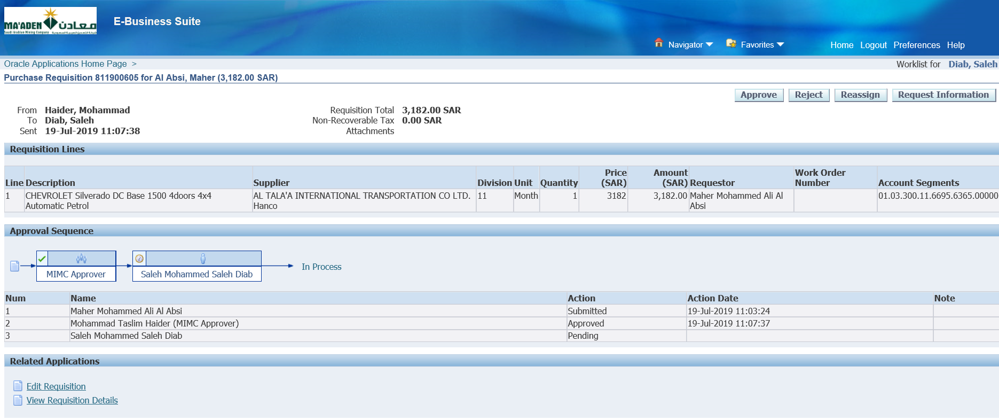 MA'ADEN معادن
Saudi Arabian Mining Company شركة التعدين العربية السعودية
E-Business Suite
Navigator Favorites Home Logout Preferences Help
Oracle Applications Home Page >
Worklist for Diab, Saleh
Purchase Requisition 811900605 for Al Absi, Maher (3,182.00 SAR)
Approve Reject Reassign Request Information
From Haider, Mohammad
To Diab, Saleh
Sent 19-Jul-2019 11:07:38
Requisition Total 3,182.00 SAR
Non-Recoverable Tax 0.00 SAR
Attachments
Requisition Lines
Line Description Supplier Division Unit Quantity Price (SAR) Amount (SAR) Requestor Work Order Number Account Segments
1 CHEVROLET Silverado DC Base 1500 4doors 4x4 Automatic Petrol AL TALA'A INTERNATIONAL TRANSPORTATION CO LTD. Hanco 11 Month 1 3182 3,182.00 Maher Mohammed Ali Al Absi 01.03.300.11.6695.6365.00000
Approval Sequence
MIMC Approver Saleh Mohammed Saleh Diab In Process
Num Name Action Action Date Note
1 Maher Mohammed Ali Al Absi Submitted 19-Jul-2019 11:03:24
2 Mohammad Taslim Haider (MIMC Approver) Approved 19-Jul-2019 11:07:37
3 Saleh Mohammed Saleh Diab Pending
Related Applications
Edit Requisition
View Requisition Details